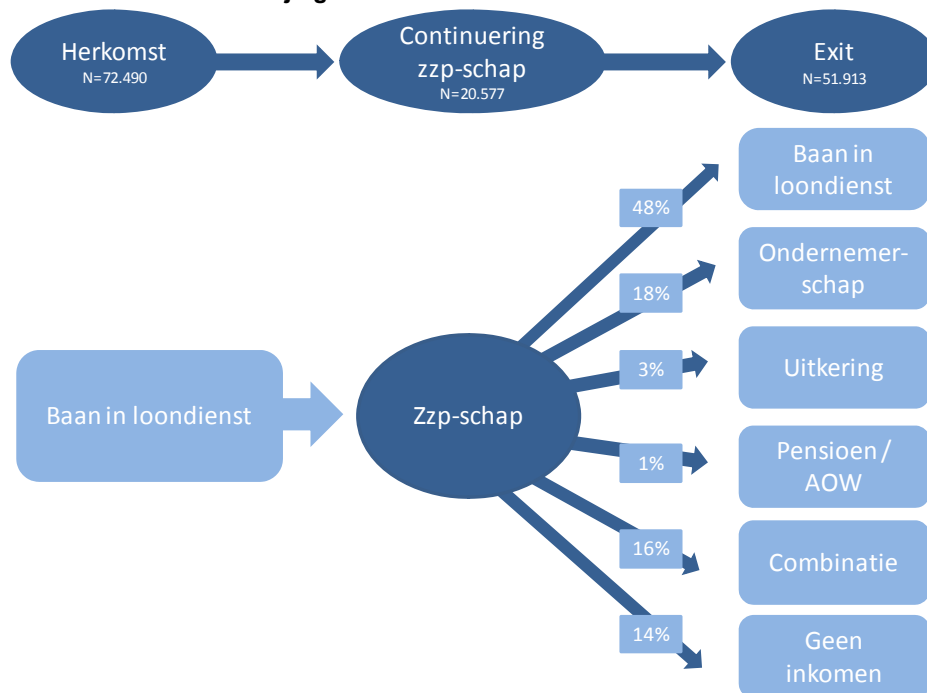 Herkomst
N=72.490
Continuering
zzp-schap
N=20.577
Exit
N=51.913
Baan in loondienst
Zzp-schap
48%
Baan in
loondienst
18%
Ondernemer-
schap
3%
Uitkering
1%
Pensioen /
AOW
16%
Combinatie
14%
Geen
inkomen